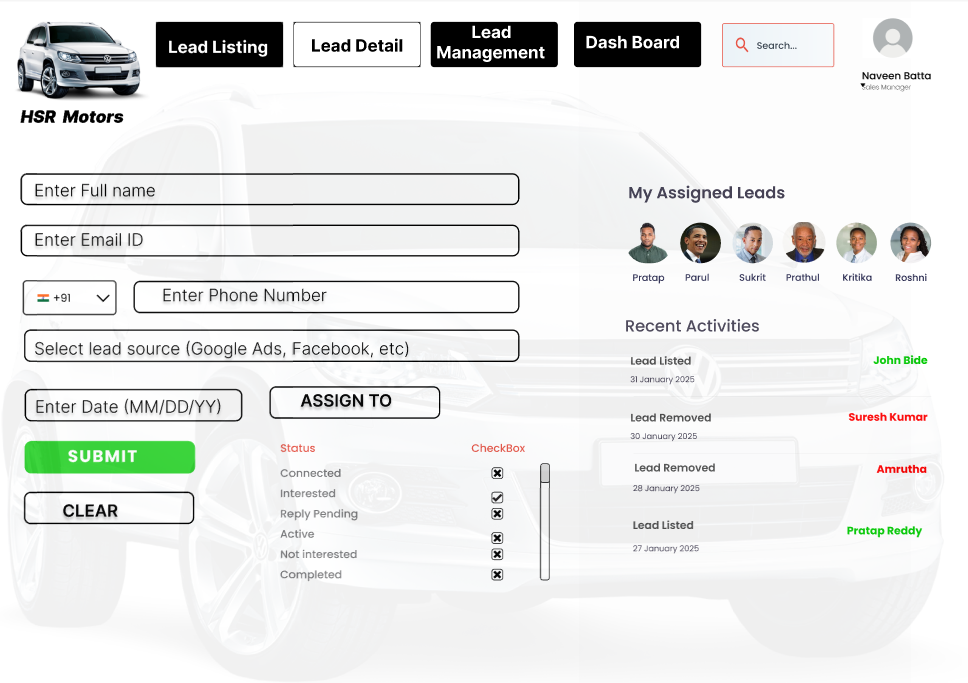 Lead Listing
Lead Detail
Lead
Management
Dash Board
Search...
Naveen Batta
Sales Manager
HSR Motors
Enter Full name
Enter Email ID
+91
Enter Phone Number
Select lead source (Google Ads, Facebook, etc)
Enter Date (MM/DD/YY)
ASSIGN TO
SUBMIT
CLEAR
Status CheckBox
Connected
Interested
Reply Pending
Active
Not interested
Completed
My Assigned Leads
Pratap Parul Sukrit Prathul Kritika Roshni
Recent Activities
Lead Listed John Bide
31 January 2025
Lead Removed Suresh Kumar
30 January 2025
Lead Removed Amrutha
28 January 2025
Lead Listed Pratap Reddy
27 January 2025